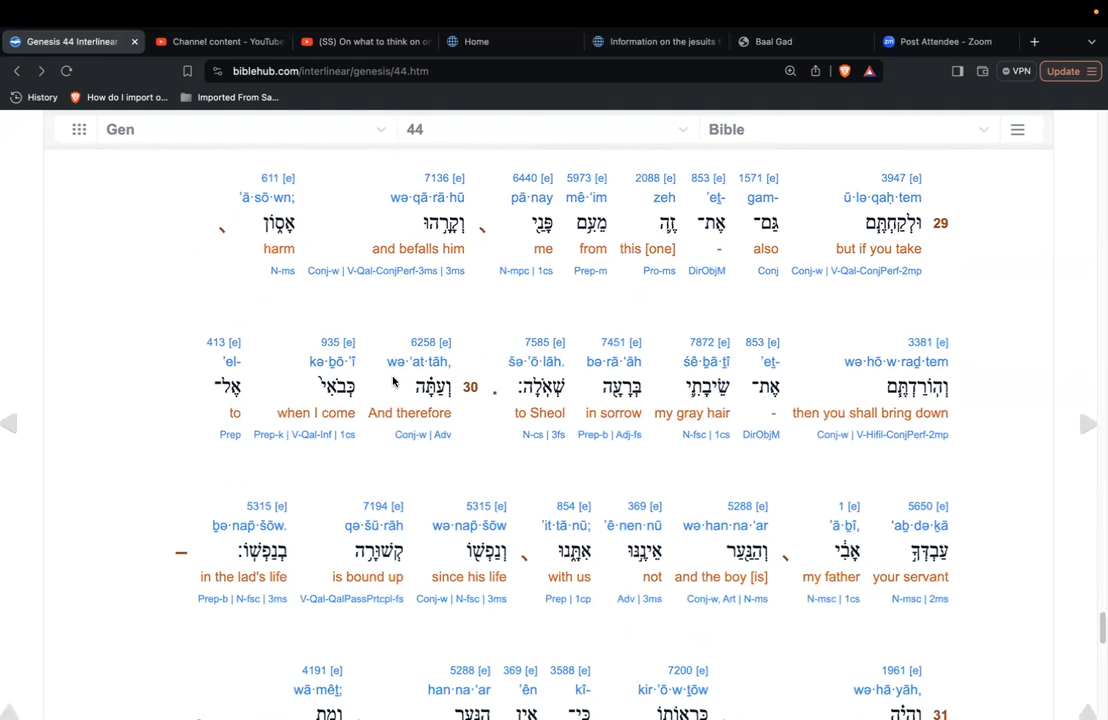 Genesis 44 Interlinear
Channel content - YouTube
(SS) On what to think on or
Home
Information on the jesuits f
Baal Gad
Post Attendee - Zoom
biblehub.com/interlinear/genesis/44.htm
VPN
Update
History
How do I import o...
Imported From Sa...
Gen 44 Bible
611 [e] 7136 [e] 6440 [e] 5973 [e] 2088 [e] 853 [e] 1571 [e] 3947 [e]
’ā·sō·wn; wə·qā·rā·hū pā·nay mê·‘im zeh ’eṯ- gam- ū·lə·qaḥ·tem
29 וּלְקַחְתֶּ֧ם גַּם־ אֶת־ זֶ֛ה מֵעִ֥ם פָּנַ֖י 、 וְקָרָ֣הוּ אָס֑וֹן 、
harm and befalls him me from this [one] - also but if you take
N-ms Conj-w | V-Qal-ConjPerf-3ms | 3ms N-mpc | 1cs Prep-m Pro-ms DirObjM Conj Conj-w | V-Qal-ConjPerf-2mp
413 [e] 935 [e] 6258 [e] 7585 [e] 7451 [e] 7872 [e] 853 [e] 3381 [e]
’el- kə·ḇō·’î wə·‘at·tāh, šə·’ō·lāh. bə·rā·‘āh śê·ḇā·ṯî ’eṯ- wə·hō·w·raḏ·tem
וְהֽוֹרַדְתֶּ֧ם אֶת־ שֵׂיבָתִ֛י בְּרָעָ֖ה שְׁאֹֽלָה׃ . 30 וְעַתָּ֗ה כְּבֹאִי֙ אֶל־
to when I come And therefore to Sheol in sorrow my gray hair - then you shall bring down
Prep Prep-k | V-Qal-Inf | 1cs Conj-w | Adv N-cs | 3fs Prep-b | Adj-fs N-fsc | 1cs DirObjM Conj-w | V-Hifil-ConjPerf-2mp
5315 [e] 7194 [e] 5315 [e] 854 [e] 369 [e] 5288 [e] 1 [e] 5650 [e]
ḇə·nap̄·šōw. qə·šū·rāh wə·nap̄·šōw ’it·tā·nū; ’ê·nen·nū wə·han·na·‘ar ’ā·ḇî, ‘aḇ·də·ḵā
עַבְדְּךָ֣ אָבִ֔י 、 וְהַנַּ֖עַר אֵינֶ֣נּוּ אִתָּ֑נוּ 、 וְנַפְשׁ֖וֹ קְשׁוּרָ֥ה בְנַפְשֽׁוֹ׃ –
in the lad's life is bound up since his life with us not and the boy [is] my father your servant
Prep-b | N-fsc | 3ms V-Qal-QalPassPrtcpl-fs Conj-w | N-fsc | 3ms Prep | 1cp Adv | 3ms Conj-w, Art | N-ms N-msc | 1cs N-msc | 2ms
4191 [e] 5288 [e] 369 [e] 3588 [e] 7200 [e] 1961 [e]
wā·mêṯ; han·na·‘ar ’ên kî- kir·’ō·w·ṯōw wə·hā·yāh,
31 וְהָיָ֗ה כִּרְאוֹת֛וֹ כִּי־ אֵ֥ין הַנַּ֖עַר וָמֵ֑ת